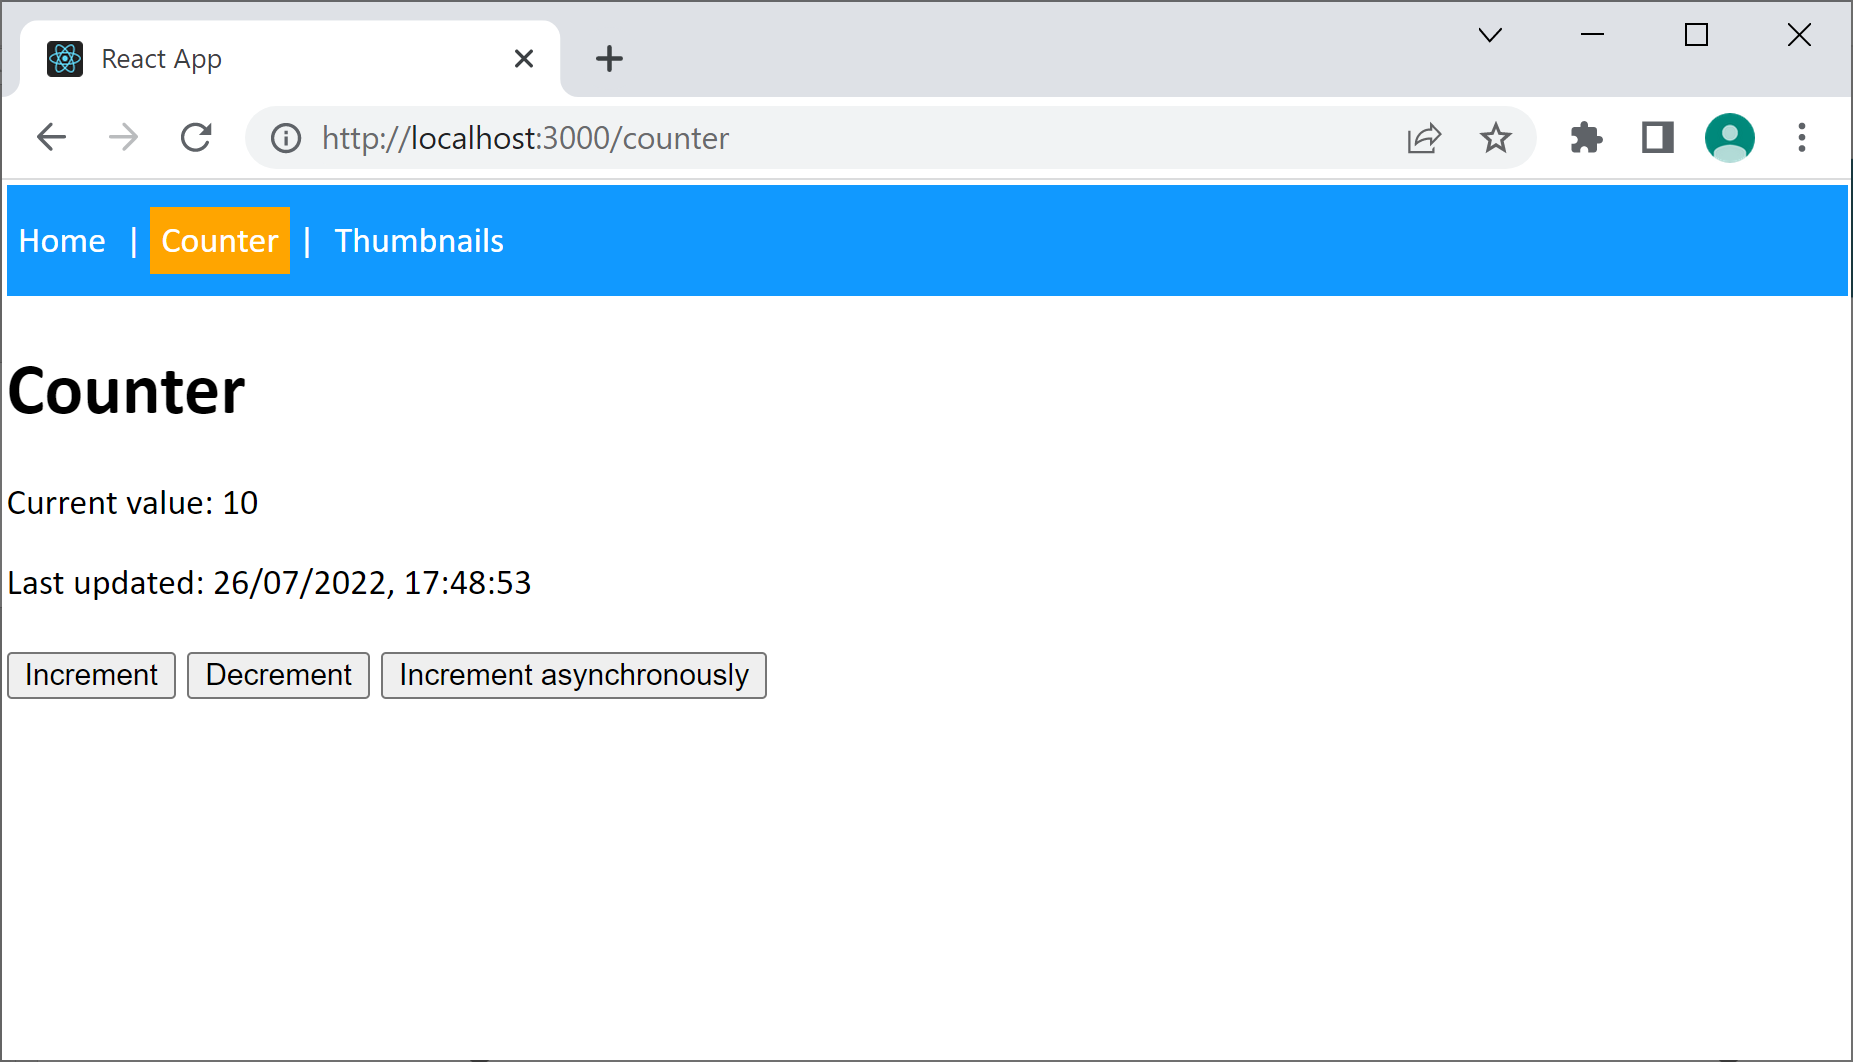 React App
http://localhost:3000/counter
Home | Counter | Thumbnails
Counter
Current value: 10
Last updated: 26/07/2022, 17:48:53
Increment Decrement Increment asynchronously